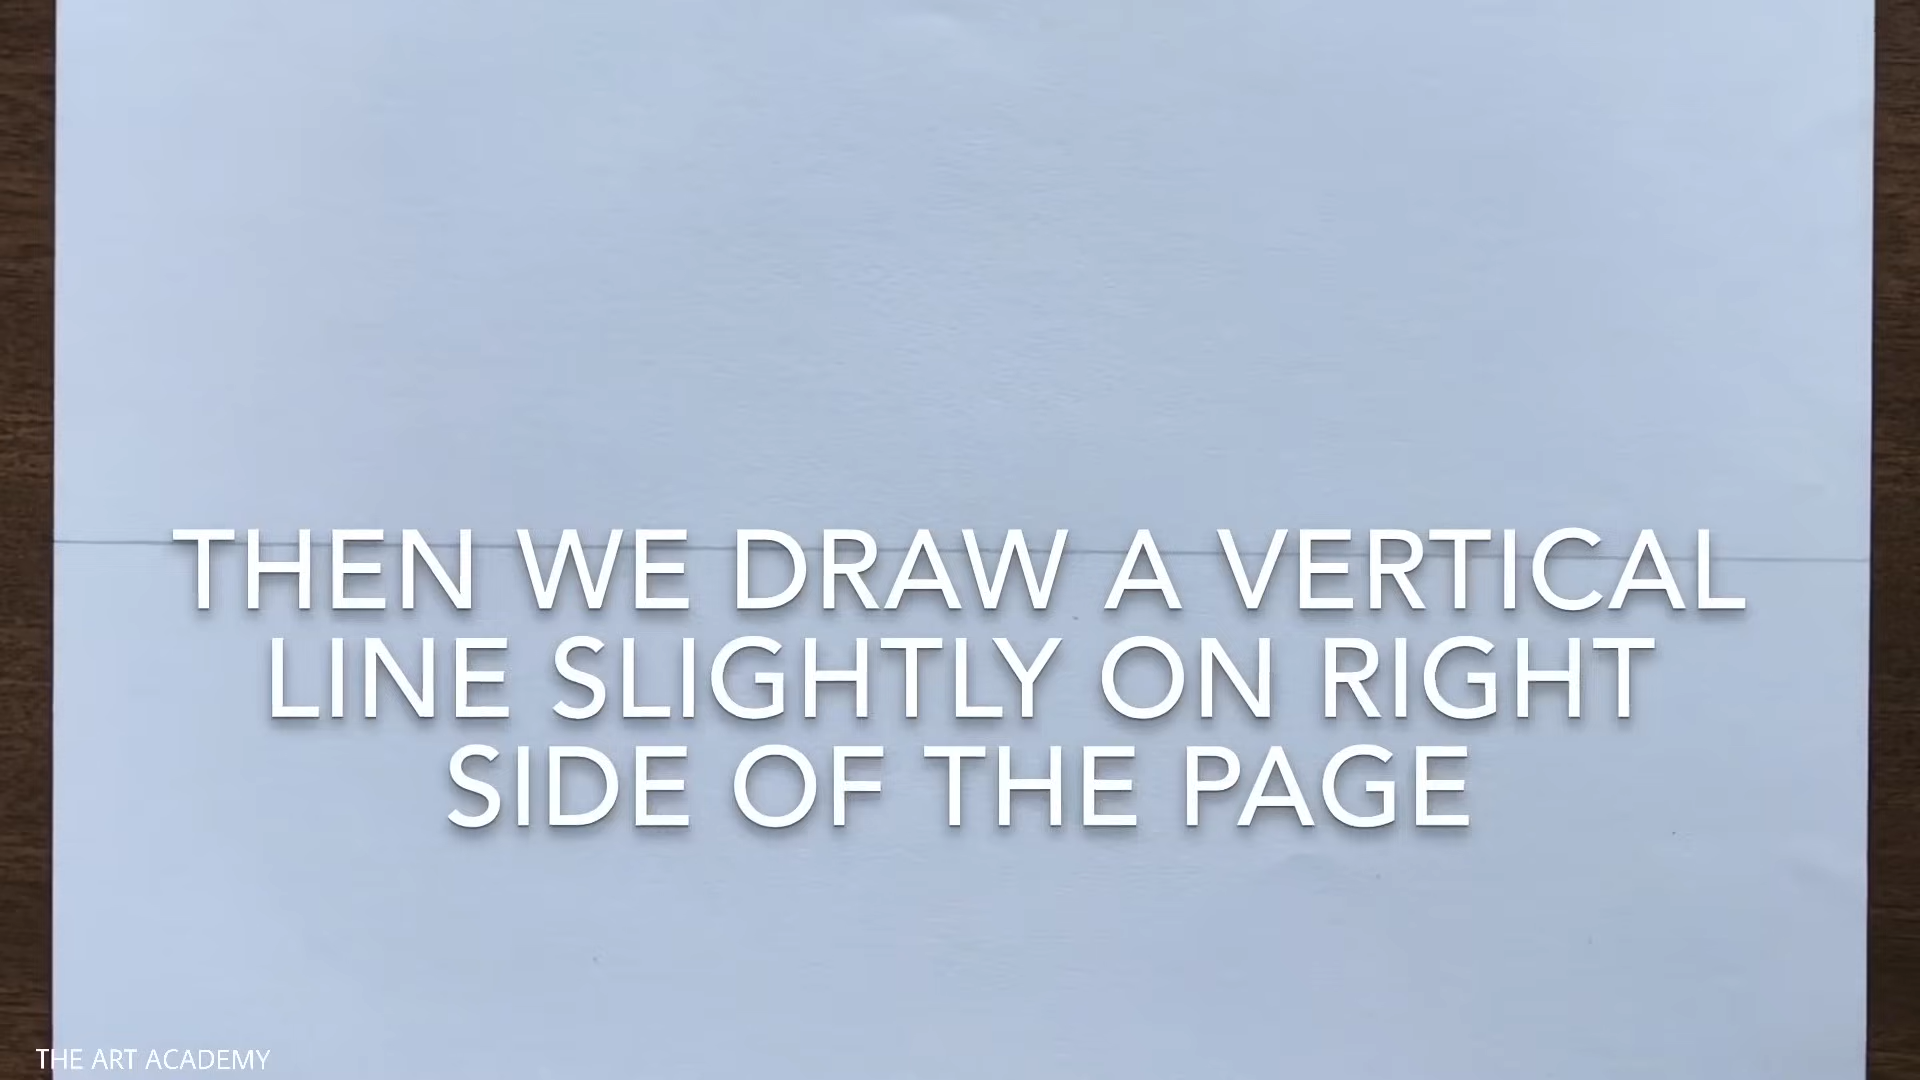 THEN WE DRAW A VERTICAL
LINE SLIGHTLY ON RIGHT
SIDE OF THE PAGE
THE ART ACADEMY